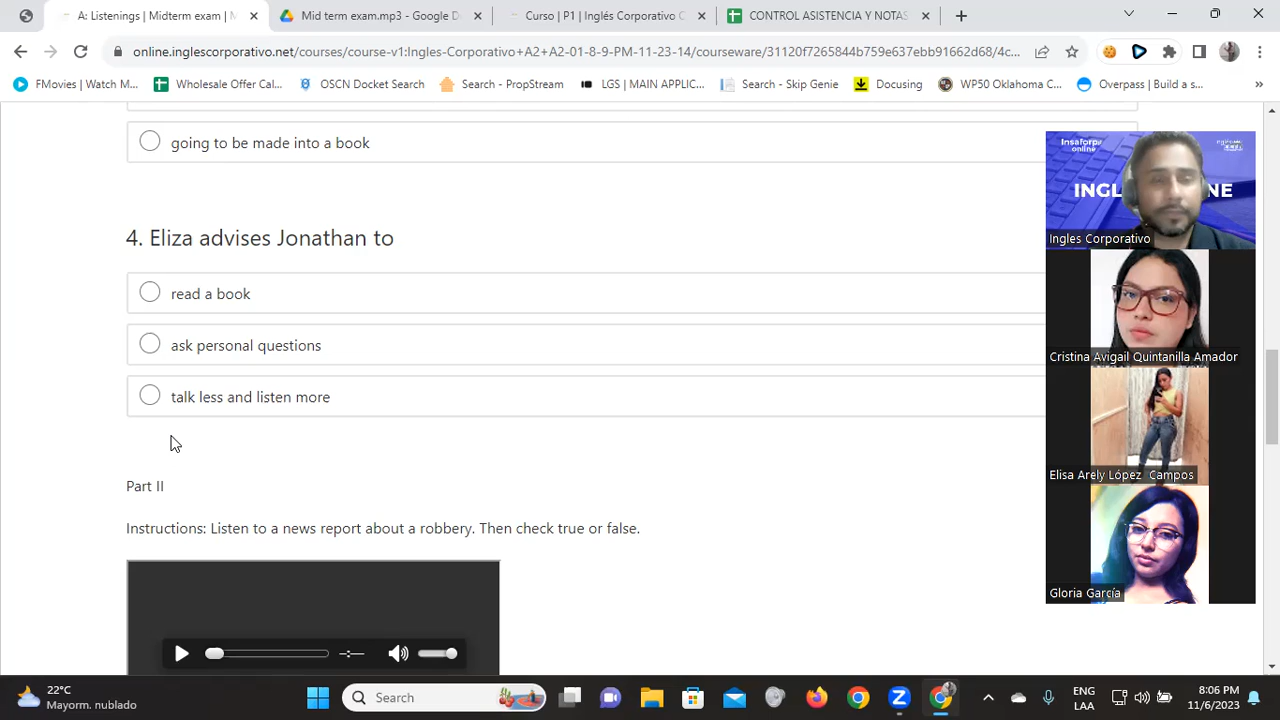 A: Listenings | Midterm exam | M
Mid term exam.mp3 - Google D
Curso | P1 | Inglés Corporativo C
CONTROL ASISTENCIA Y NOTAS
online.inglescorporativo.net/courses/course-v1:Ingles-Corporativo+A2+A2-01-8-9-PM-11-23-14/courseware/31120f7265844b759e637ebb91662d68/4c...
FMovies | Watch M...
Wholesale Offer Cal...
OSCN Docket Search
Search - PropStream
LGS | MAIN APPLIC...
Search - Skip Genie
Docusing
WP50 Oklahoma C...
Overpass | Build a s...
going to be made into a book
4. Eliza advises Jonathan to
read a book
ask personal questions
talk less and listen more
Part II
Instructions: Listen to a news report about a robbery. Then check true or false.
-:--
Insaforp
online
INGL
NE
Ingles Corporativo
Cristina Avigail Quintanilla Amador
Elisa Arely López Campos
Gloria García
22°C
Mayorm. nublado
Search
ENG
LAA
8:06 PM
11/6/2023